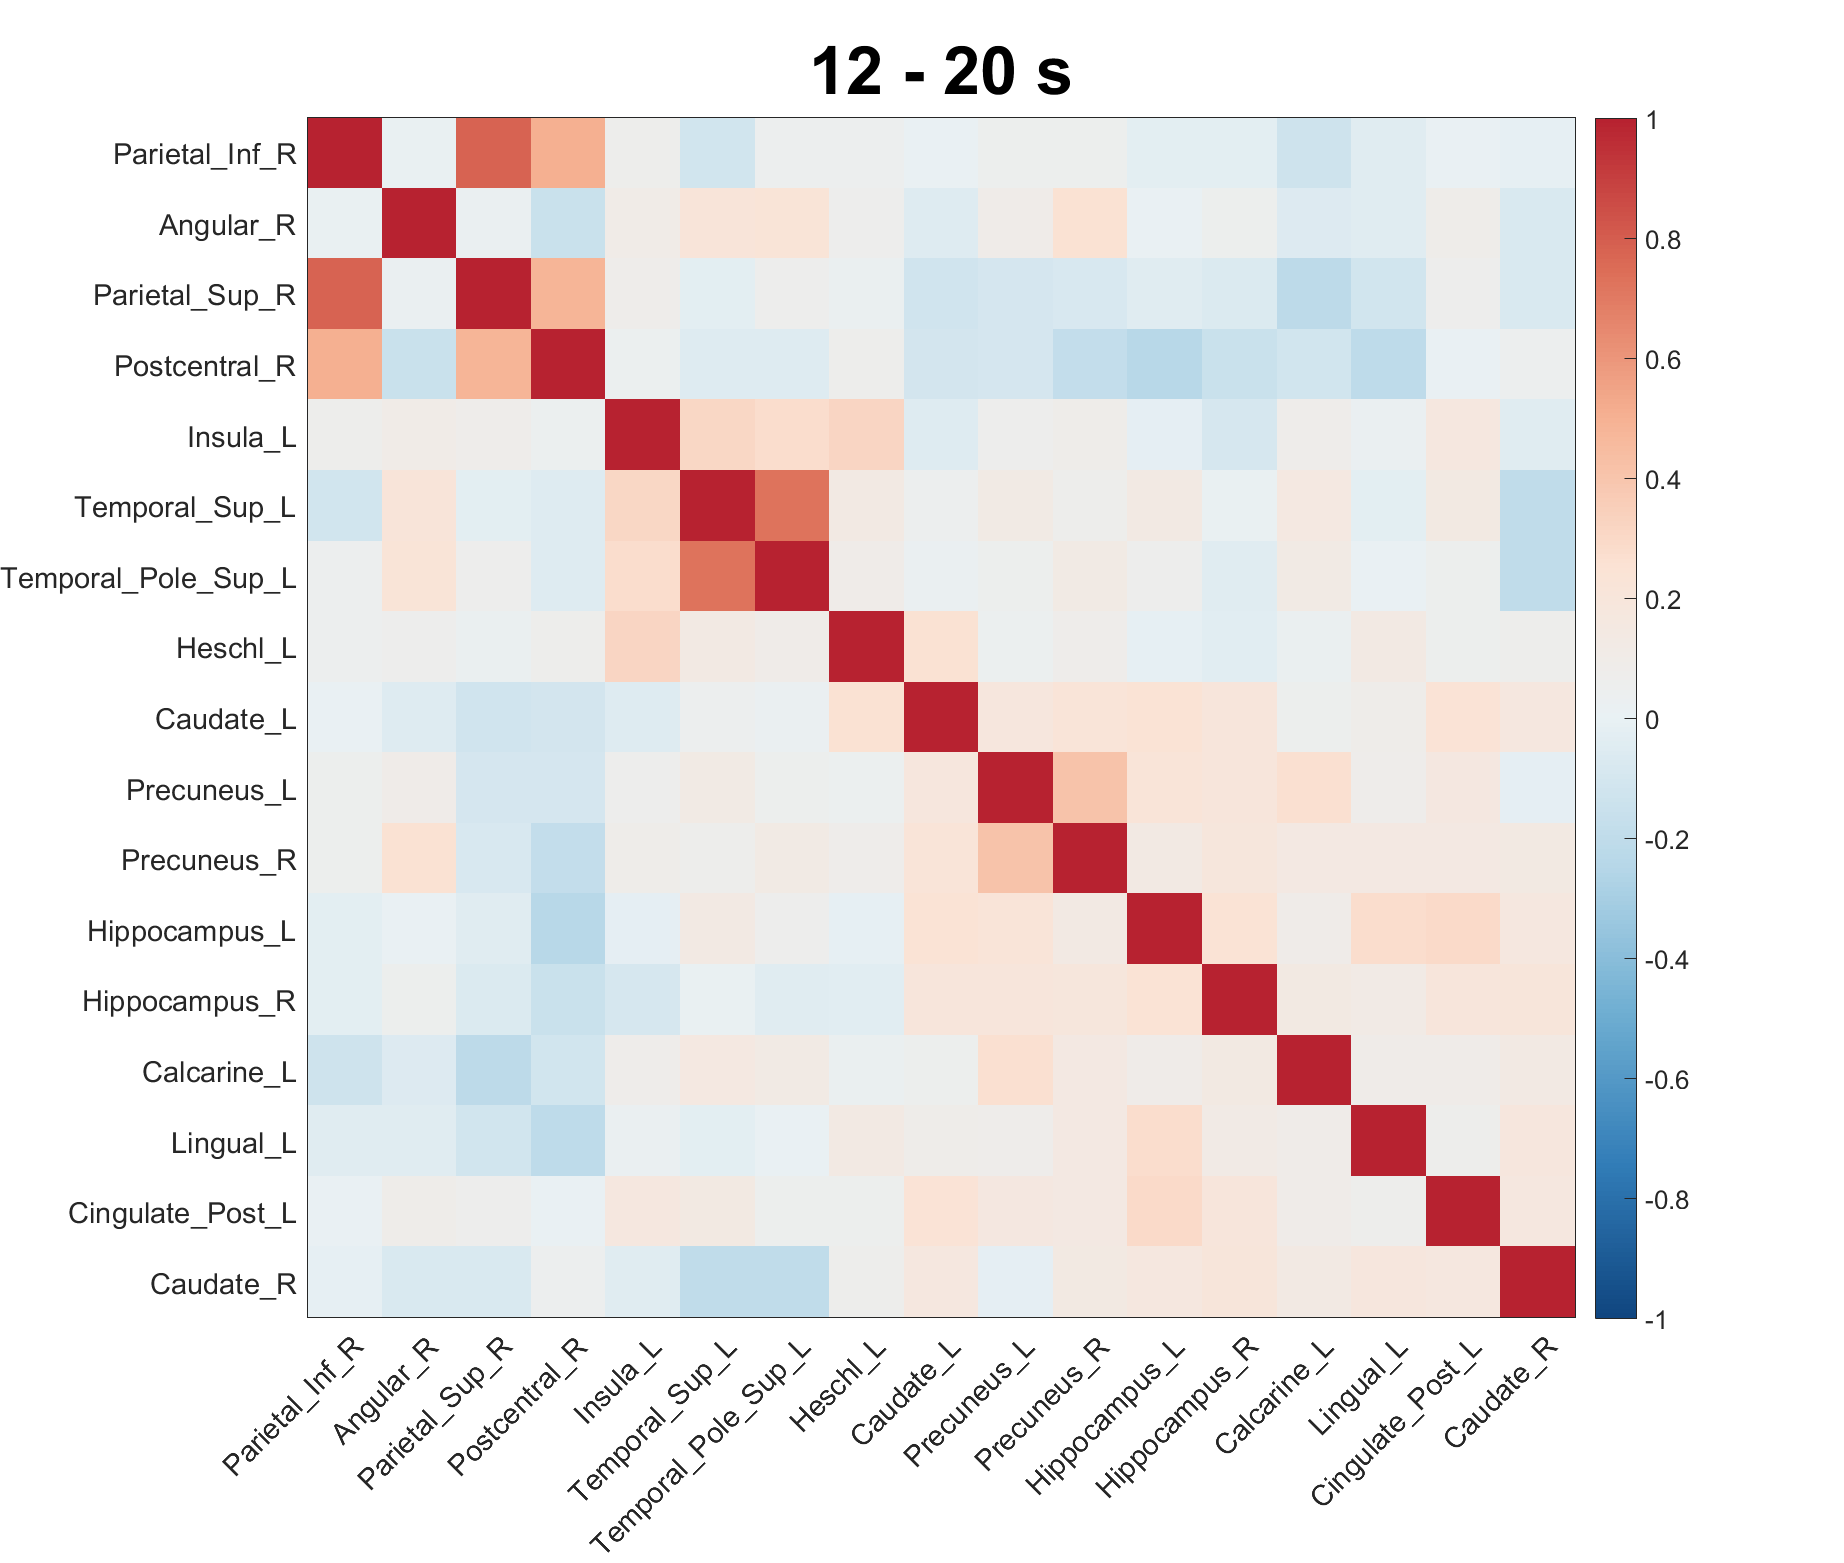 12 - 20 s
Parietal_Inf_R
Angular_R
Parietal_Sup_R
Postcentral_R
Insula_L
Temporal_Sup_L
Temporal_Pole_Sup_L
Heschl_L
Caudate_L
Precuneus_L
Precuneus_R
Hippocampus_L
Hippocampus_R
Calcarine_L
Lingual_L
Cingulate_Post_L
Caudate_R
1
0.8
0.6
0.4
0.2
0
-0.2
-0.4
-0.6
-0.8
-1
Parietal_Inf_R
Angular_R
Parietal_Sup_R
Postcentral_R
Insula_L
Temporal_Sup_L
Temporal_Pole_Sup_L
Heschl_L
Caudate_L
Precuneus_L
Precuneus_R
Hippocampus_L
Hippocampus_R
Calcarine_L
Lingual_L
Cingulate_Post_L
Caudate_R